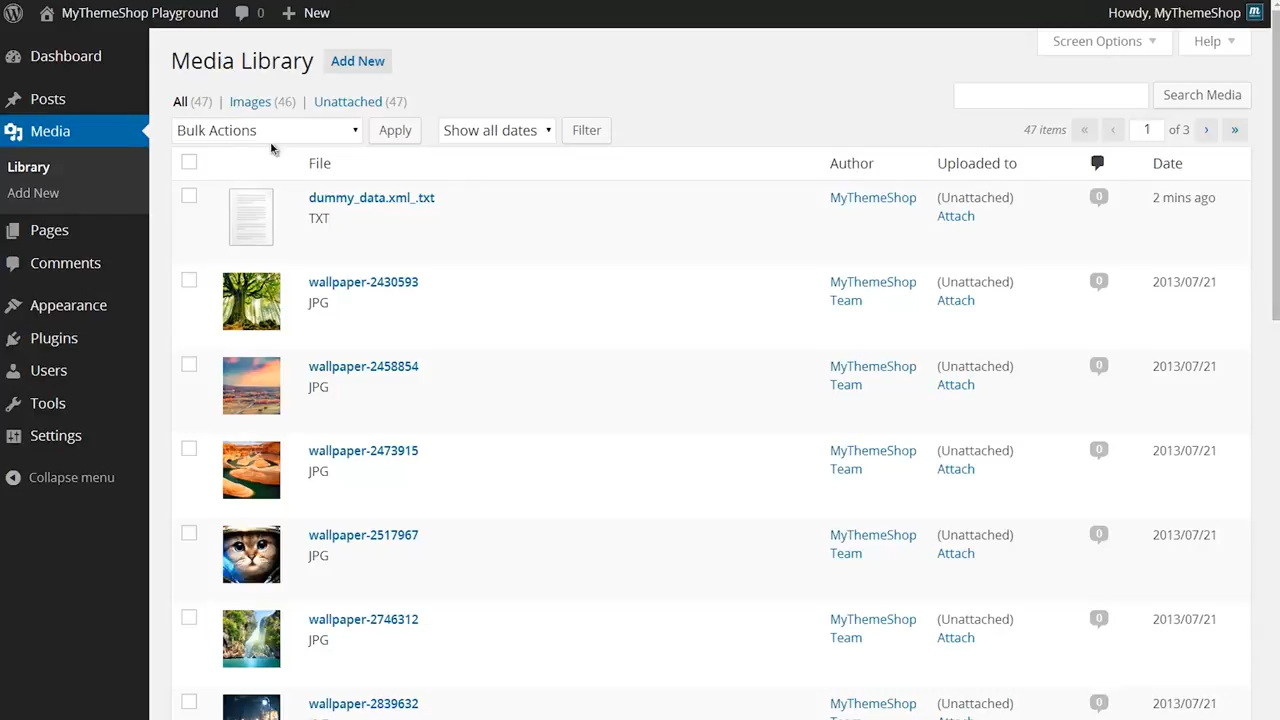 MyThemeShop Playground 0 New Howdy, MyThemeShop m
Dashboard
Posts
Media
Library
Add New
Pages
Comments
Appearance
Plugins
Users
Tools
Settings
Collapse menu
Screen Options Help
Media Library Add New
All (47) | Images (46) | Unattached (47) Search Media
Bulk Actions Apply Show all dates Filter 47 items « ‹ 1 of 3 › »
File Author Uploaded to Date
dummy_data.xml_.txt MyThemeShop (Unattached) 0 2 mins ago
TXT Attach
wallpaper-2430593 MyThemeShop (Unattached) 0 2013/07/21
JPG Team Attach
wallpaper-2458854 MyThemeShop (Unattached) 0 2013/07/21
JPG Team Attach
wallpaper-2473915 MyThemeShop (Unattached) 0 2013/07/21
JPG Team Attach
wallpaper-2517967 MyThemeShop (Unattached) 0 2013/07/21
JPG Team Attach
wallpaper-2746312 MyThemeShop (Unattached) 0 2013/07/21
JPG Team Attach
wallpaper-2839632 MyThemeShop (Unattached) 0 2013/07/21